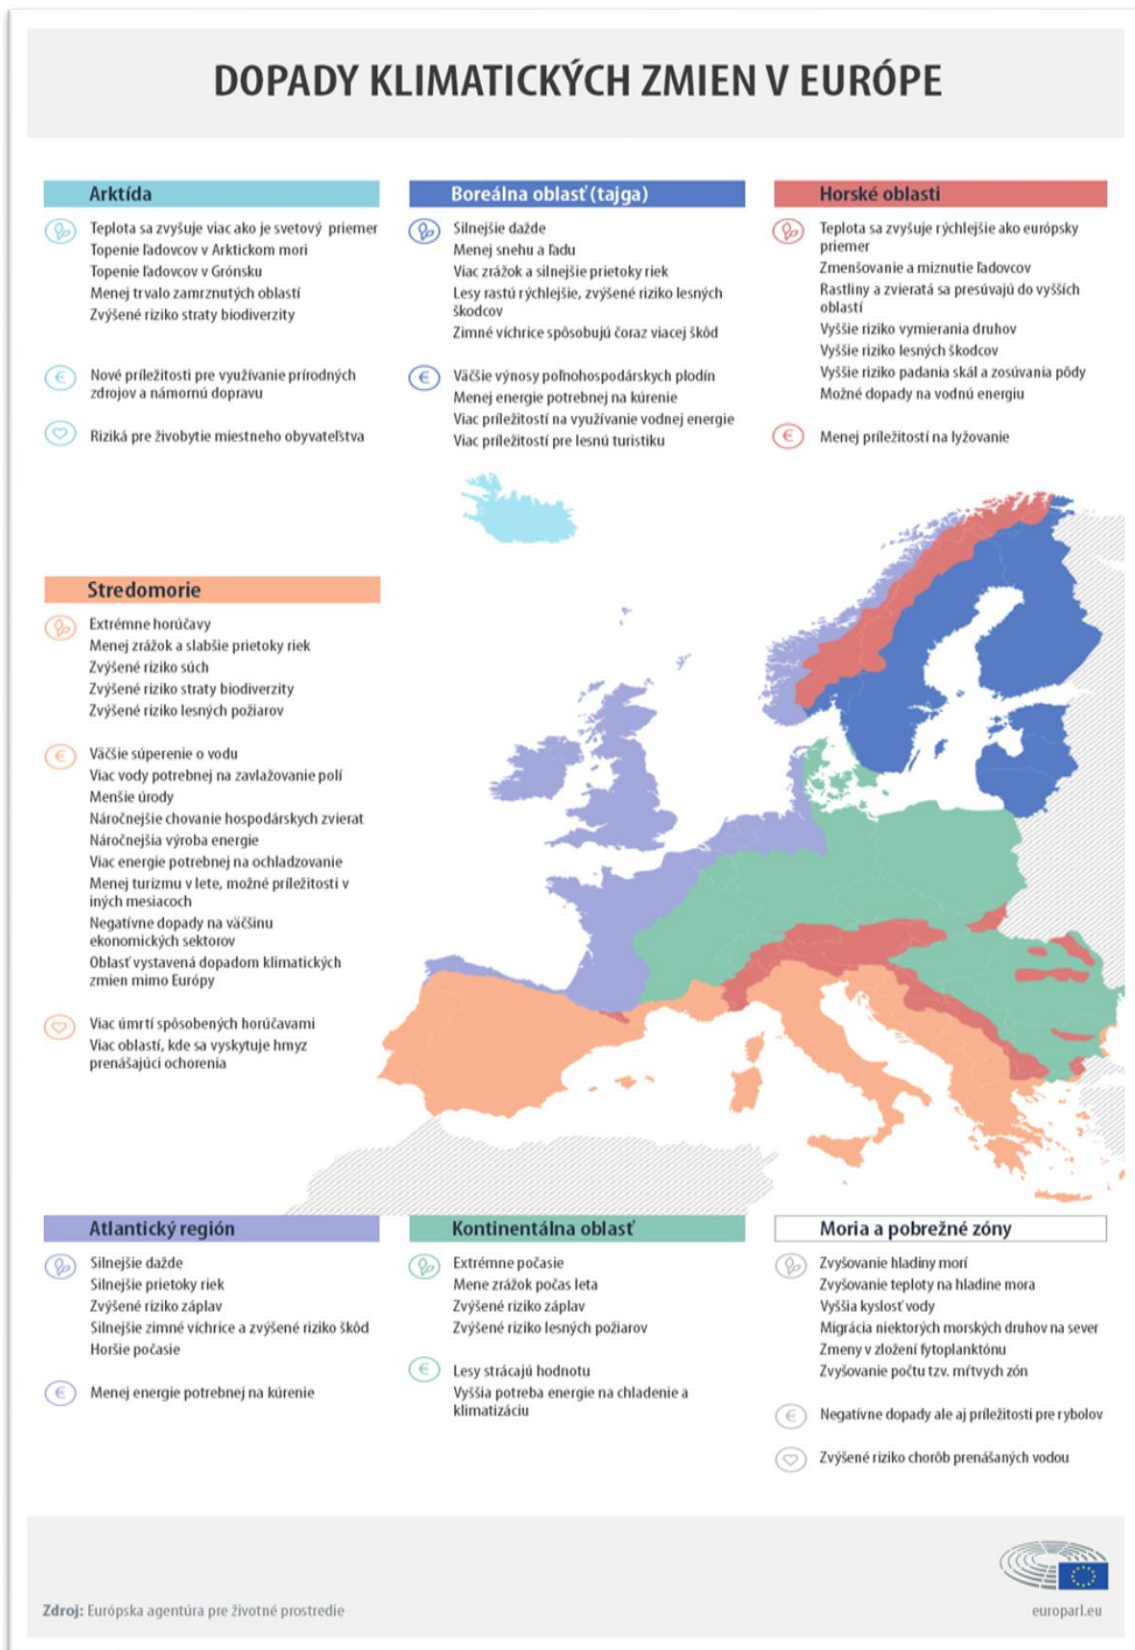 DOPADY KLIMATICKÝCH ZMIEN V EURÓPE
Arktída
Teplota sa zvyšuje viac ako je svetový priemer
Topenie ľadovcov v Arktickom mori
Topenie ľadovcov v Grónsku
Menej trvalo zamrznutých oblastí
Zvýšené riziko straty biodiverzity
Nové príležitosti pre využívanie prírodných
zdrojov a námornú dopravu
Riziká pre živobytie miestneho obyvateľstva
Boreálna oblasť (tajga)
Silnejšie dažde
Menej snehu a ľadu
Viac zrážok a silnejšie prietoky riek
Lesy rastú rýchlejšie, zvýšené riziko lesných
škodcov
Zimné víchrice spôsobujú čoraz viacej škôd
Väčšie výnosy poľnohospodárskych plodín
Menej energie potrebnej na kúrenie
Viac príležitostí na využívanie vodnej energie
Viac príležitostí pre lesnú turistiku
Horské oblasti
Teplota sa zvyšuje rýchlejšie ako európsky
priemer
Zmenšovanie a miznutie ľadovcov
Rastliny a zvieratá sa presúvajú do vyšších
oblastí
Vyššie riziko vymierania druhov
Vyššie riziko lesných škodcov
Vyššie riziko padania skál a zosúvania pôdy
Možné dopady na vodnú energiu
Menej príležitostí na lyžovanie
Stredomorie
Extrémne horúčavy
Menej zrážok a slabšie prietoky riek
Zvýšené riziko súch
Zvýšené riziko straty biodiverzity
Zvýšené riziko lesných požiarov
Väčšie súperenie o vodu
Viac vody potrebnej na zavlažovanie polí
Menšie úrody
Náročnejšie chovanie hospodárskych zvierat
Náročnejšia výroba energie
Viac energie potrebnej na ochladzovanie
Menej turizmu v lete, možné príležitosti v
iných mesiacoch
Negatívne dopady na väčšinu
ekonomických sektorov
Oblasť vystavená dopadom klimatických
zmien mimo Európy
Viac úmrtí spôsobených horúčavami
Viac oblastí, kde sa vyskytuje hmyz
prenášajúci ochorenia
Atlantický región
Silnejšie dažde
Silnejšie prietoky riek
Zvýšené riziko záplav
Silnejšie zimné víchrice a zvýšené riziko škôd
Horšie počasie
Menej energie potrebnej na kúrenie
Kontinentálna oblasť
Extrémne počasie
Mene zrážok počas leta
Zvýšené riziko záplav
Zvýšené riziko lesných požiarov
Lesy strácajú hodnotu
Vyššia potreba energie na chladenie a
klimatizáciu
Moria a pobrežné zóny
Zvyšovanie hladiny morí
Zvyšovanie teploty na hladine mora
Vyššia kyslosť vody
Migrácia niektorých morských druhov na sever
Zmeny v zložení fytoplanktónu
Zvyšovanie počtu tzv. mŕtvych zón
Negatívne dopady ale aj príležitosti pre rybolov
Zvýšené riziko chorôb prenášaných vodou
Zdroj: Európska agentúra pre životné prostredie
europarl.eu